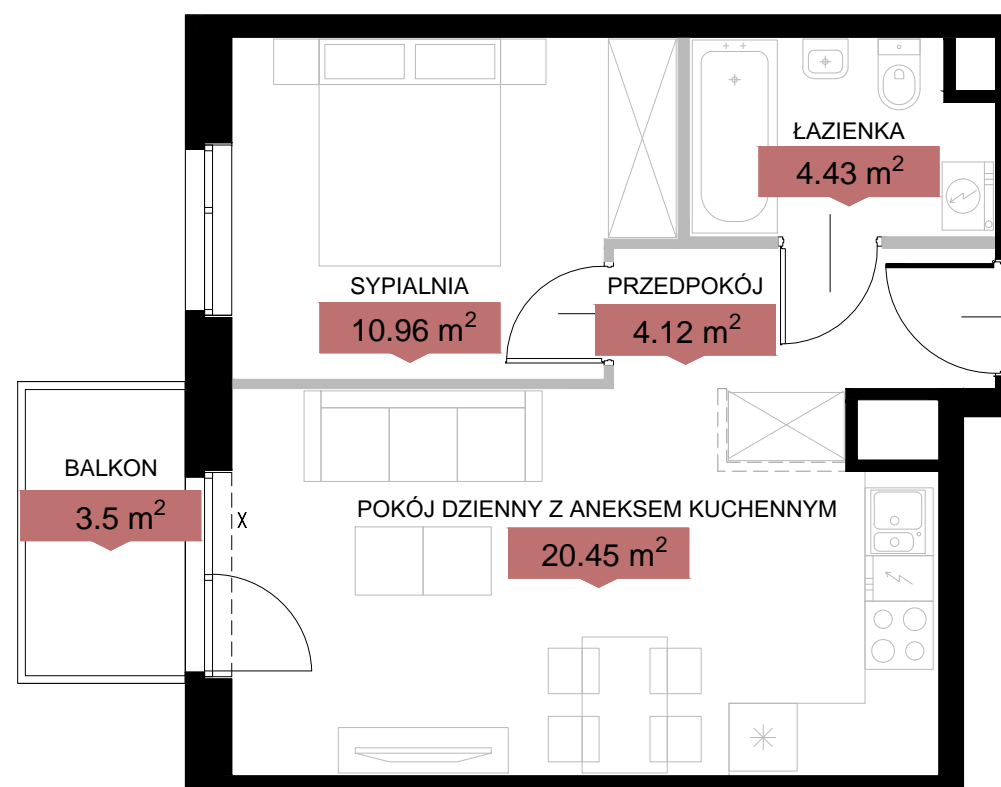 ŁAZIENKA
4.43 m²
SYPIALNIA
10.96 m²
PRZEDPOKÓJ
4.12 m²
BALKON
3.5 m²
X
POKÓJ DZIENNY Z ANEKSEM KUCHENNYM
20.45 m²